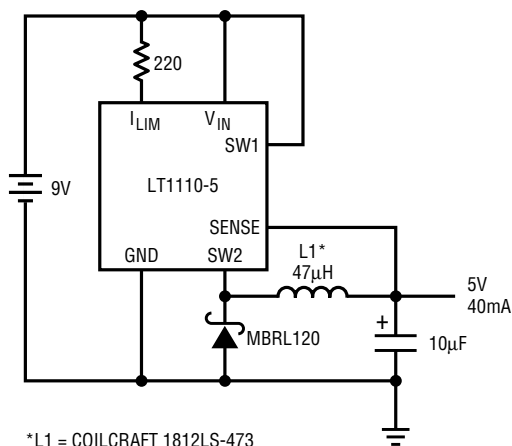 220
I LIM
V IN
SW1
9V
LT1110-5
SENSE
GND
SW2
L1*
47µH
5V
40mA
MBRL120
+
10µF
*L1 = COILCRAFT 1812LS-473